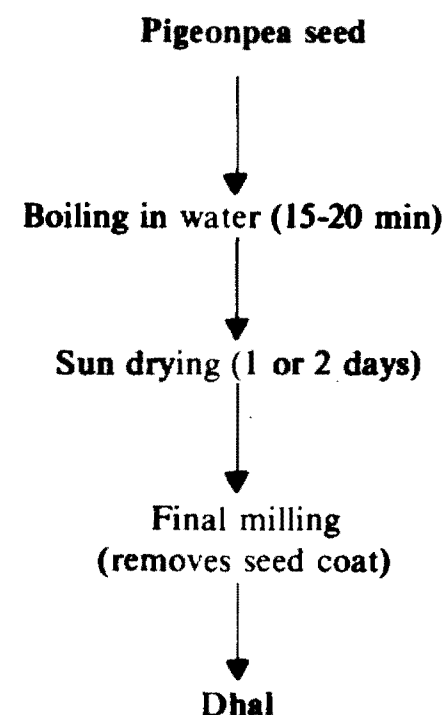 Pigeonpea seed
Boiling in water (15-20 min)
Sun drying (1 or 2 days)
Final milling
(removes seed coat)
Dhal